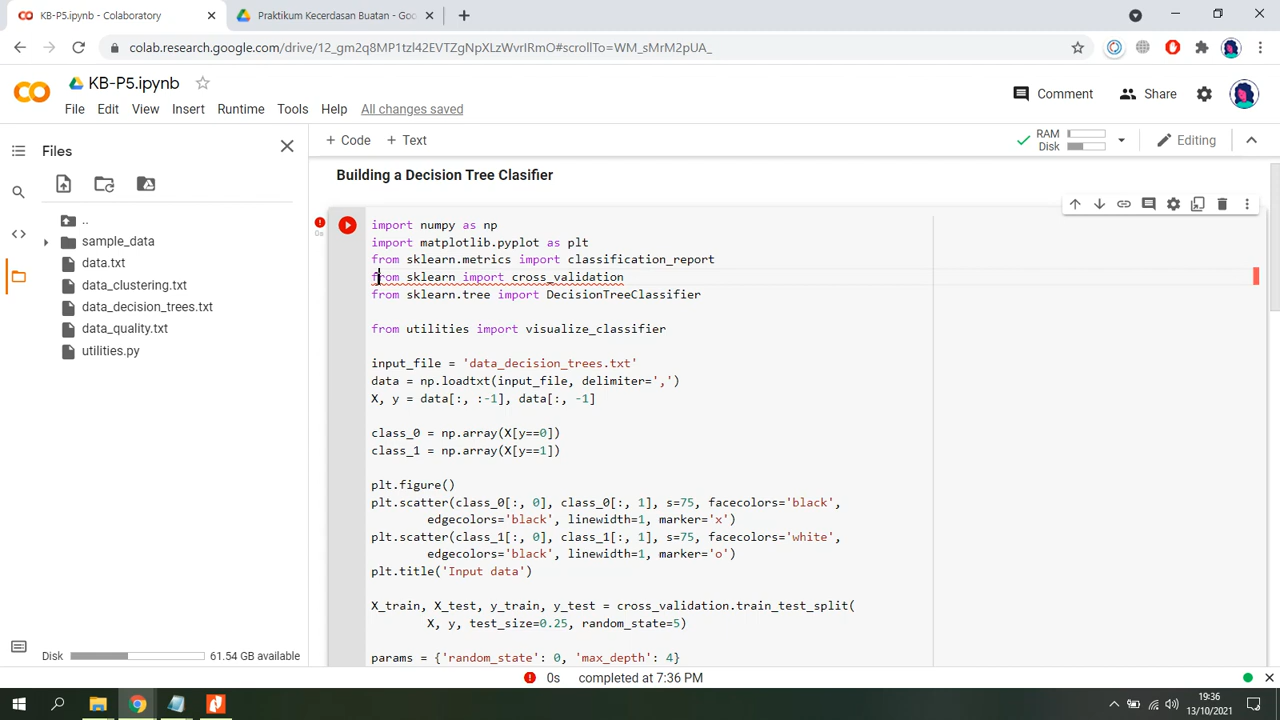 KB-P5.ipynb - Colaboratory
Praktikum Kecerdasan Buatan - Goo
colab.research.google.com/drive/12_gm2q8MP1tzl42EVTZgNpXLzWvrIRmO#scrollTo=WM_sMrM2pUA_
KB-P5.ipynb
File Edit View Insert Runtime Tools Help All changes saved
Comment Share
Files
+ Code + Text
RAM
Disk
Editing
..
sample_data
data.txt
data_clustering.txt
data_decision_trees.txt
data_quality.txt
utilities.py
Disk 61.54 GB available
Building a Decision Tree Clasifier
0s
import numpy as np
import matplotlib.pyplot as plt
from sklearn.metrics import classification_report
from sklearn import cross_validation
from sklearn.tree import DecisionTreeClassifier
from utilities import visualize_classifier
input_file = 'data_decision_trees.txt'
data = np.loadtxt(input_file, delimiter=',')
X, y = data[:, :-1], data[:, -1]
class_0 = np.array(X[y==0])
class_1 = np.array(X[y==1])
plt.figure()
plt.scatter(class_0[:, 0], class_0[:, 1], s=75, facecolors='black',
edgecolors='black', linewidth=1, marker='x')
plt.scatter(class_1[:, 0], class_1[:, 1], s=75, facecolors='white',
edgecolors='black', linewidth=1, marker='o')
plt.title('Input data')
X_train, X_test, y_train, y_test = cross_validation.train_test_split(
X, y, test_size=0.25, random_state=5)
params = {'random_state': 0, 'max_depth': 4}
0s completed at 7:36 PM
19:36
13/10/2021